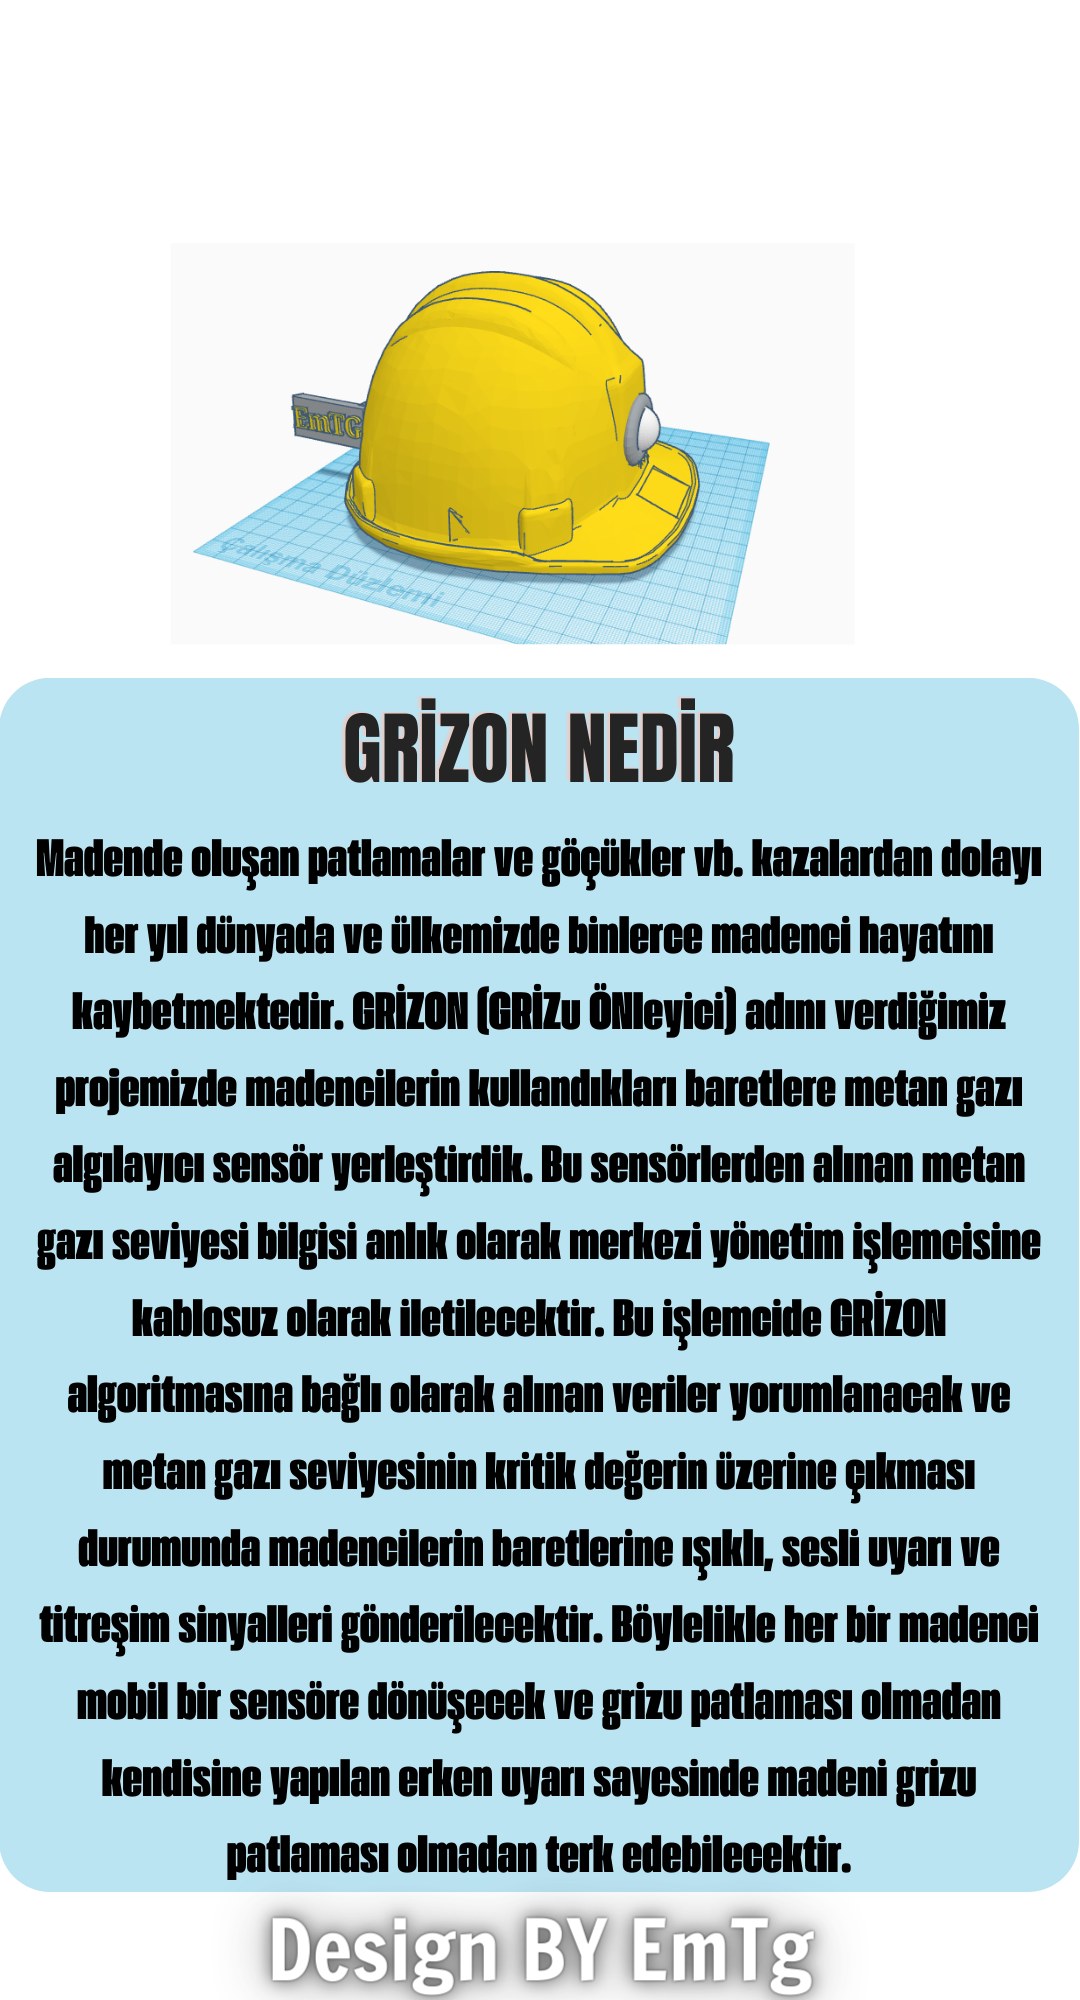 EmTG
Çalışma Düzlemi
GRİZON NEDİR
Madende oluşan patlamalar ve göçükler vb. kazalardan dolayı
her yıl dünyada ve ülkemizde binlerce madenci hayatını
kaybetmektedir. GRİZON (GRİZu ÖNleyici) adını verdiğimiz
projemizde madencilerin kullandıkları baretlere metan gazı
algılayıcı sensör yerleştirdik. Bu sensörlerden alınan metan
gazı seviyesi bilgisi anlık olarak merkezi yönetim işlemcisine
kablosuz olarak iletilecektir. Bu işlemcide GRİZON
algoritmasına bağlı olarak alınan veriler yorumlanacak ve
metan gazı seviyesinin kritik değerin üzerine çıkması
durumunda madencilerin baretlerine ışıklı, sesli uyarı ve
titreşim sinyalleri gönderilecektir. Böylelikle her bir madenci
mobil bir sensöre dönüşecek ve grizu patlaması olmadan
kendisine yapılan erken uyarı sayesinde madeni grizu
patlaması olmadan terk edebilecektir.
Design BY EmTg